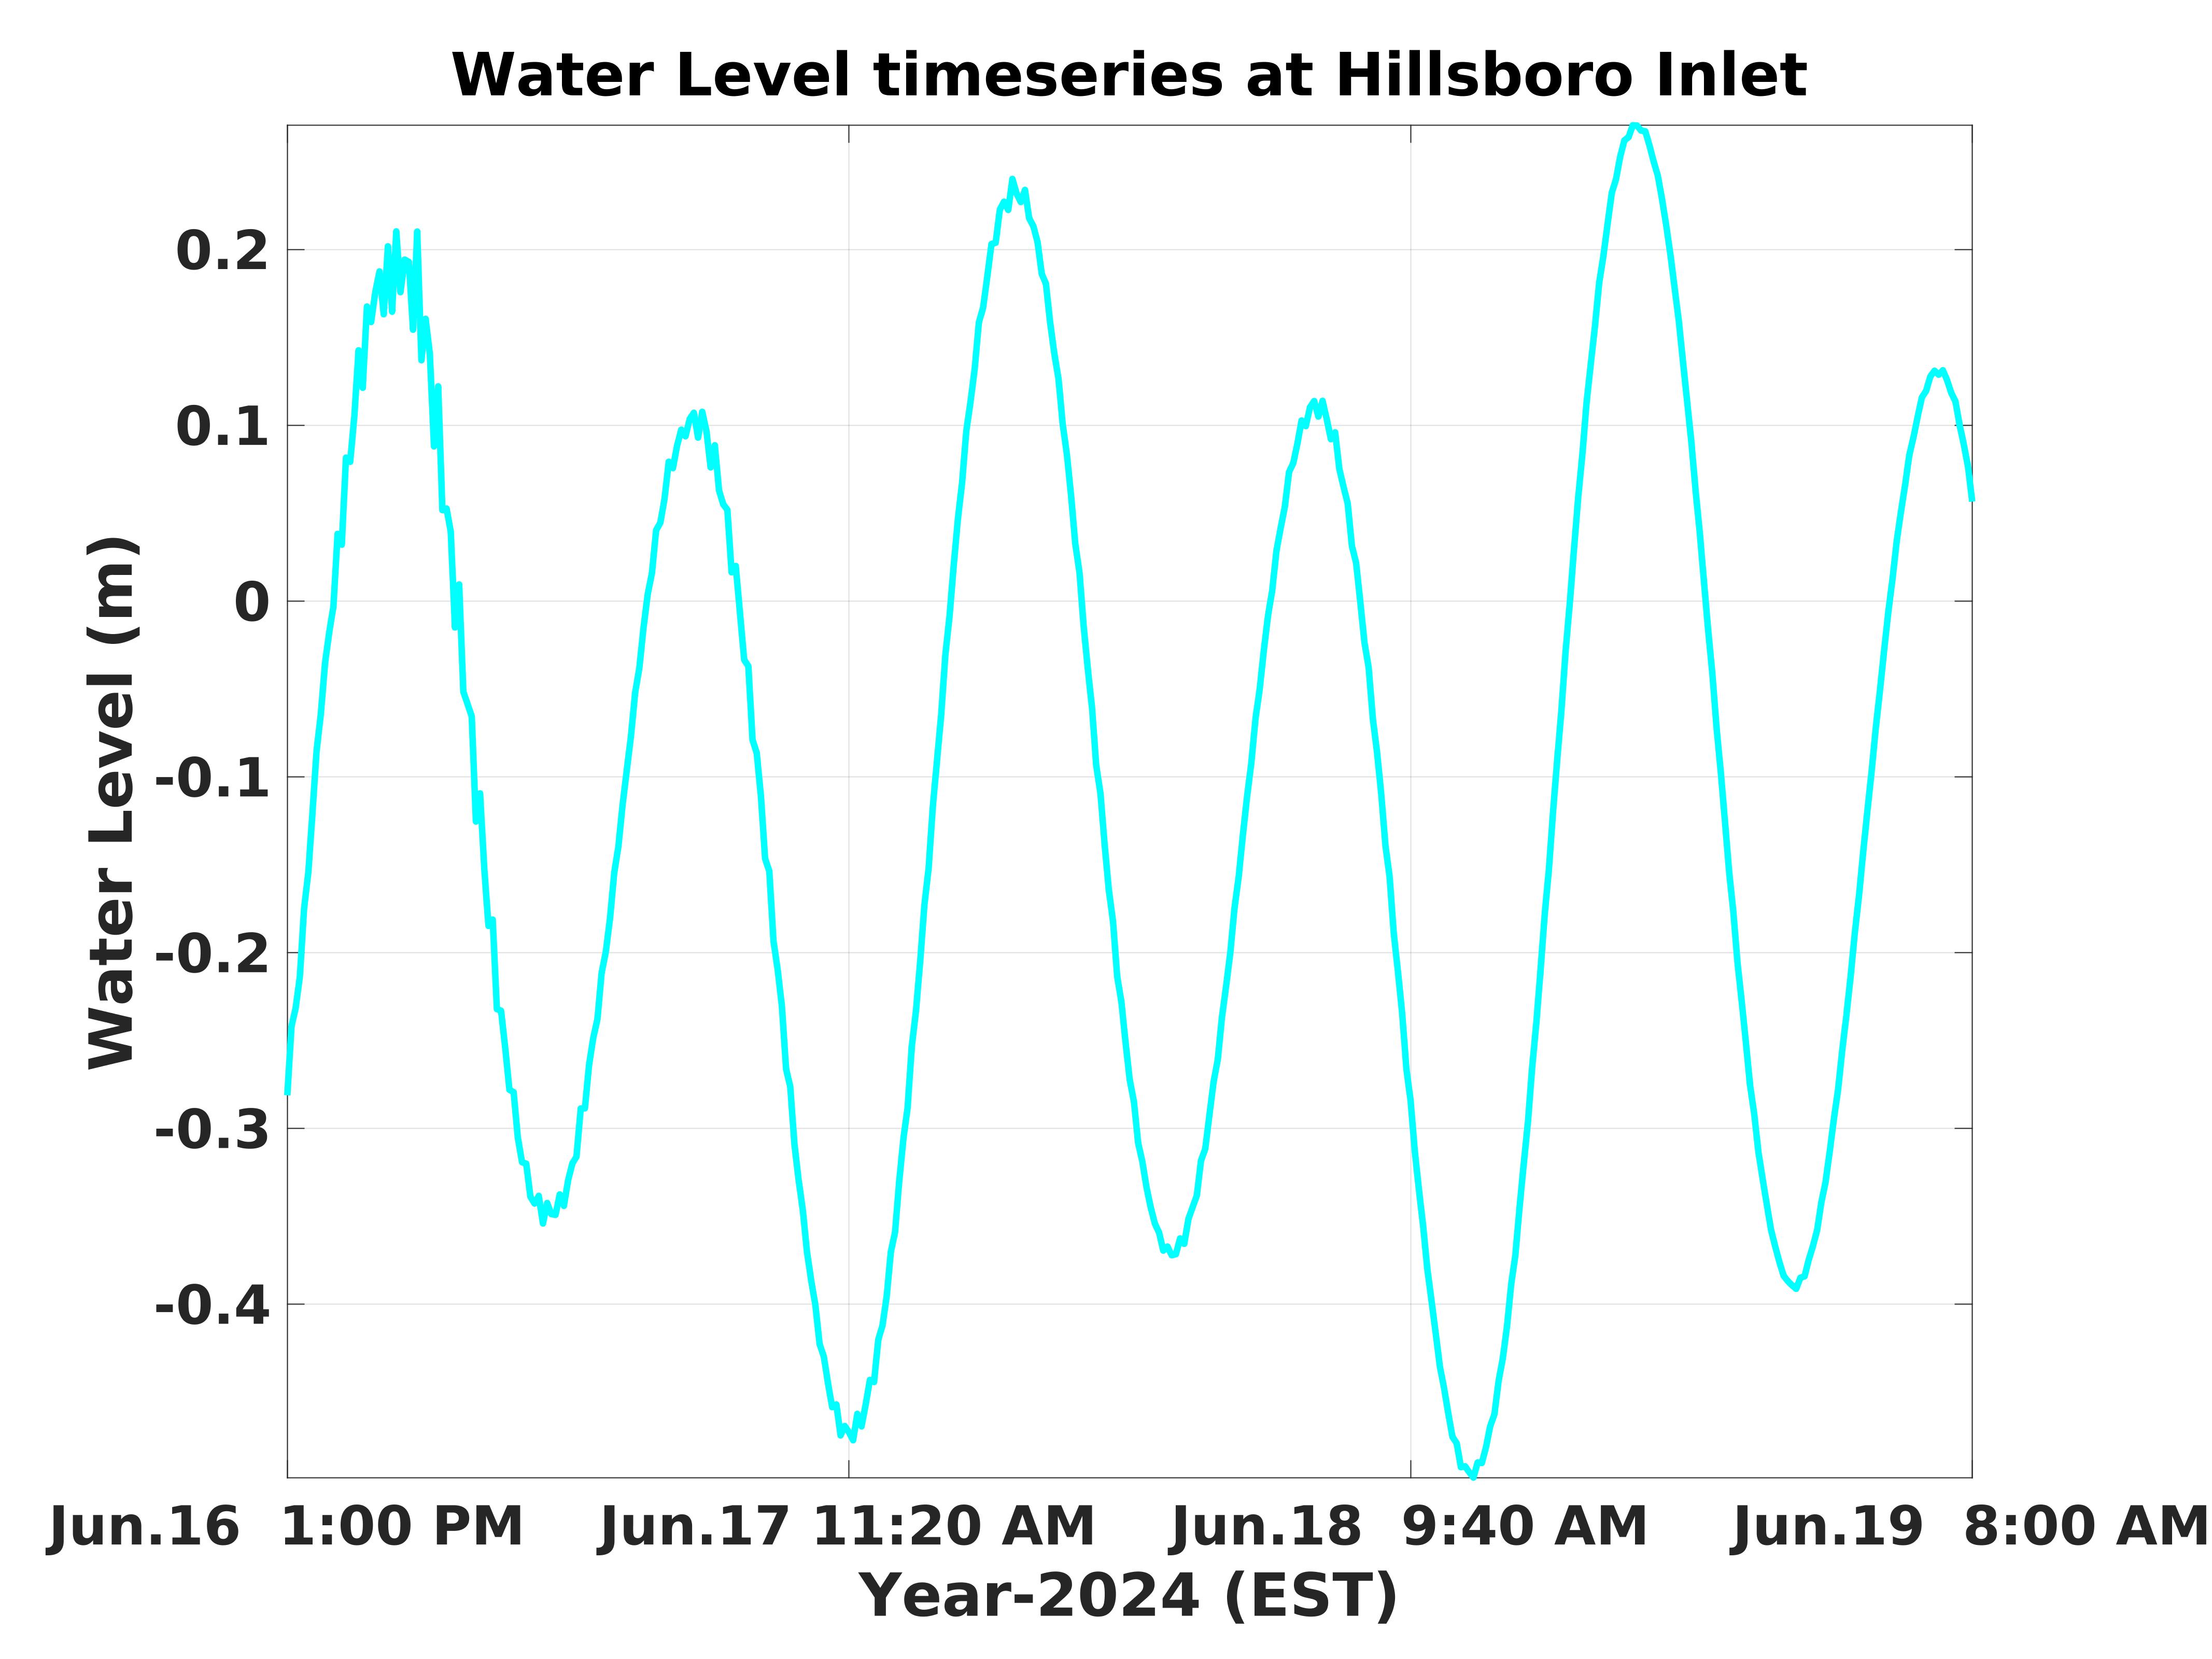 Water Level timeseries at Hillsboro Inlet
Water Level (m)
0.2
0.1
0
-0.1
-0.2
-0.3
-0.4
Jun.16 1:00 PM Jun.17 11:20 AM Jun.18 9:40 AM Jun.19 8:00 AM
Year-2024 (EST)